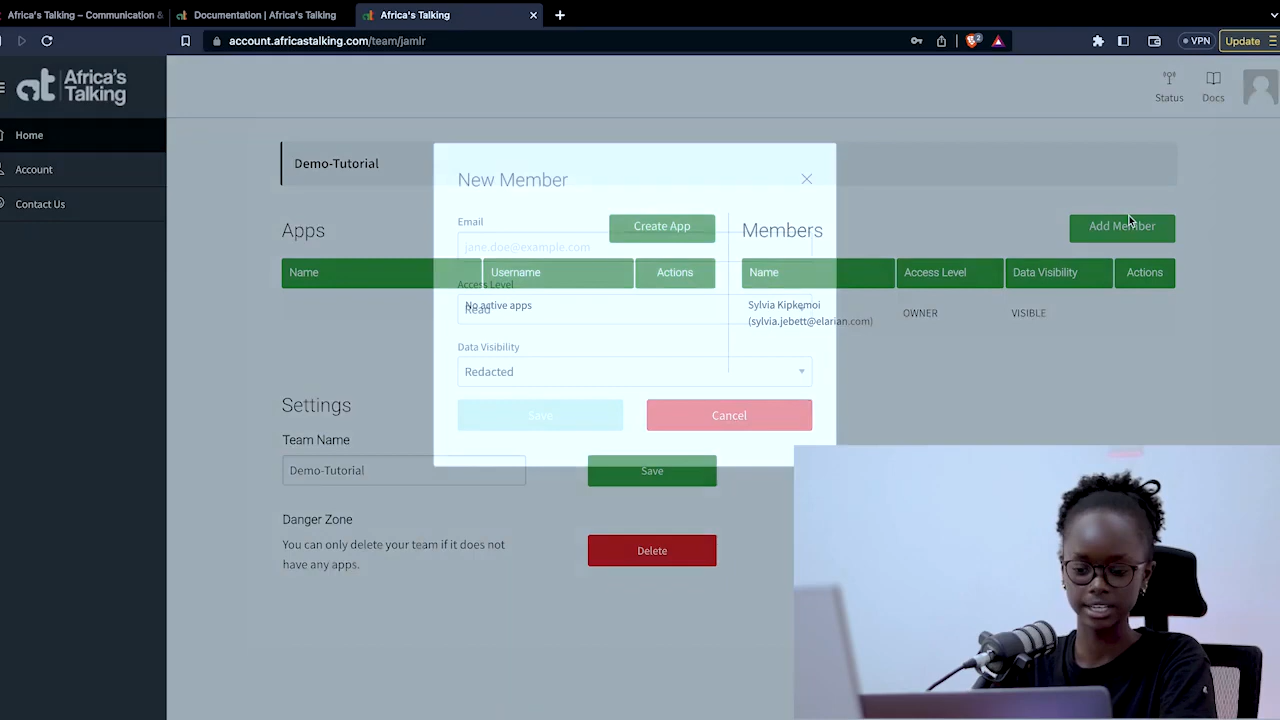 Africa's Talking – Communication &
Documentation | Africa's Talking
Africa's Talking
account.africastalking.com/team/jamlr
2
VPN
Update
at Africa's Talking
Status
Docs
Home
Account
Contact Us
Demo-Tutorial
New Member
Apps
Email
jane.doe@example.com
Create App
Members
Add Member
Name
Username
Actions
Name
Access Level
Data Visibility
Actions
Access Level
Read
No active apps
Sylvia Kipkemoi
(sylvia.jebett@elarian.com)
OWNER
VISIBLE
Data Visibility
Redacted
Save
Cancel
Settings
Team Name
Demo-Tutorial
Save
Danger Zone
You can only delete your team if it does not
have any apps.
Delete